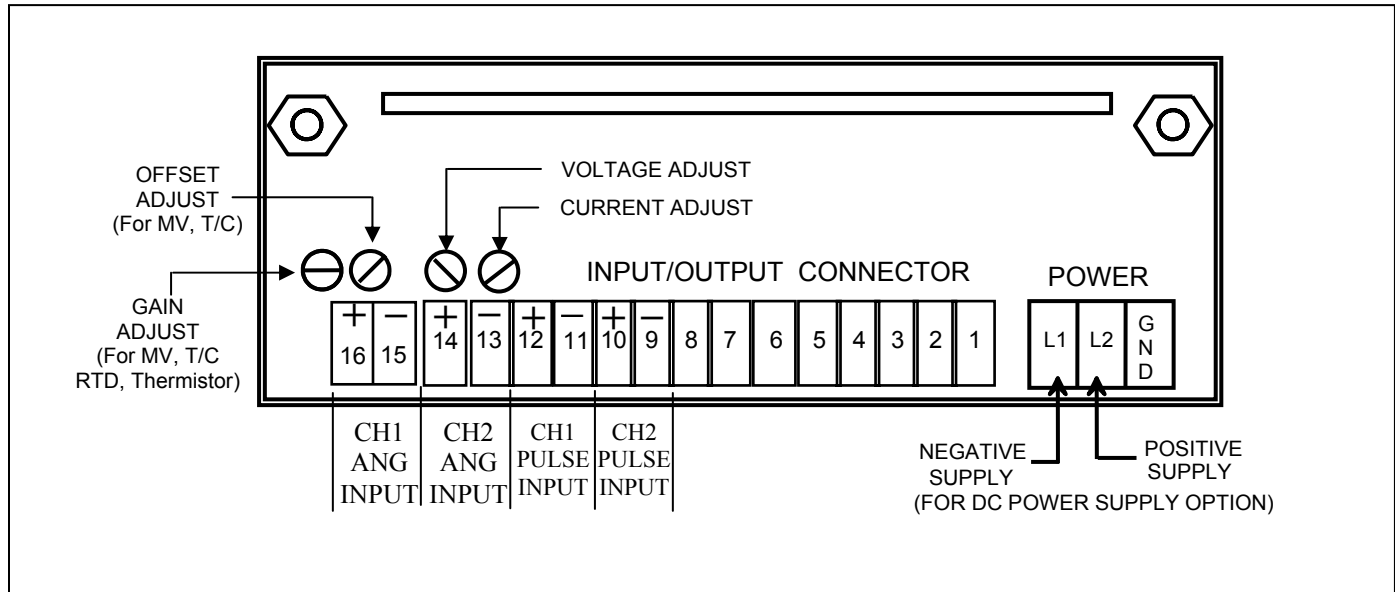 OFFSET
ADJUST
(For MV, T/C)
VOLTAGE ADJUST
CURRENT ADJUST
GAIN
ADJUST
(For MV, T/C
RTD, Thermistor)
INPUT/OUTPUT CONNECTOR
POWER
+ − + − + − + −
16 15 14 13 12 11 10 9 8 7 6 5 4 3 2 1
L1 L2
G
N
D
CH1
ANG
INPUT
CH2
ANG
INPUT
CH1
PULSE
INPUT
CH2
PULSE
INPUT
NEGATIVE
SUPPLY
POSITIVE
SUPPLY
(FOR DC POWER SUPPLY OPTION)